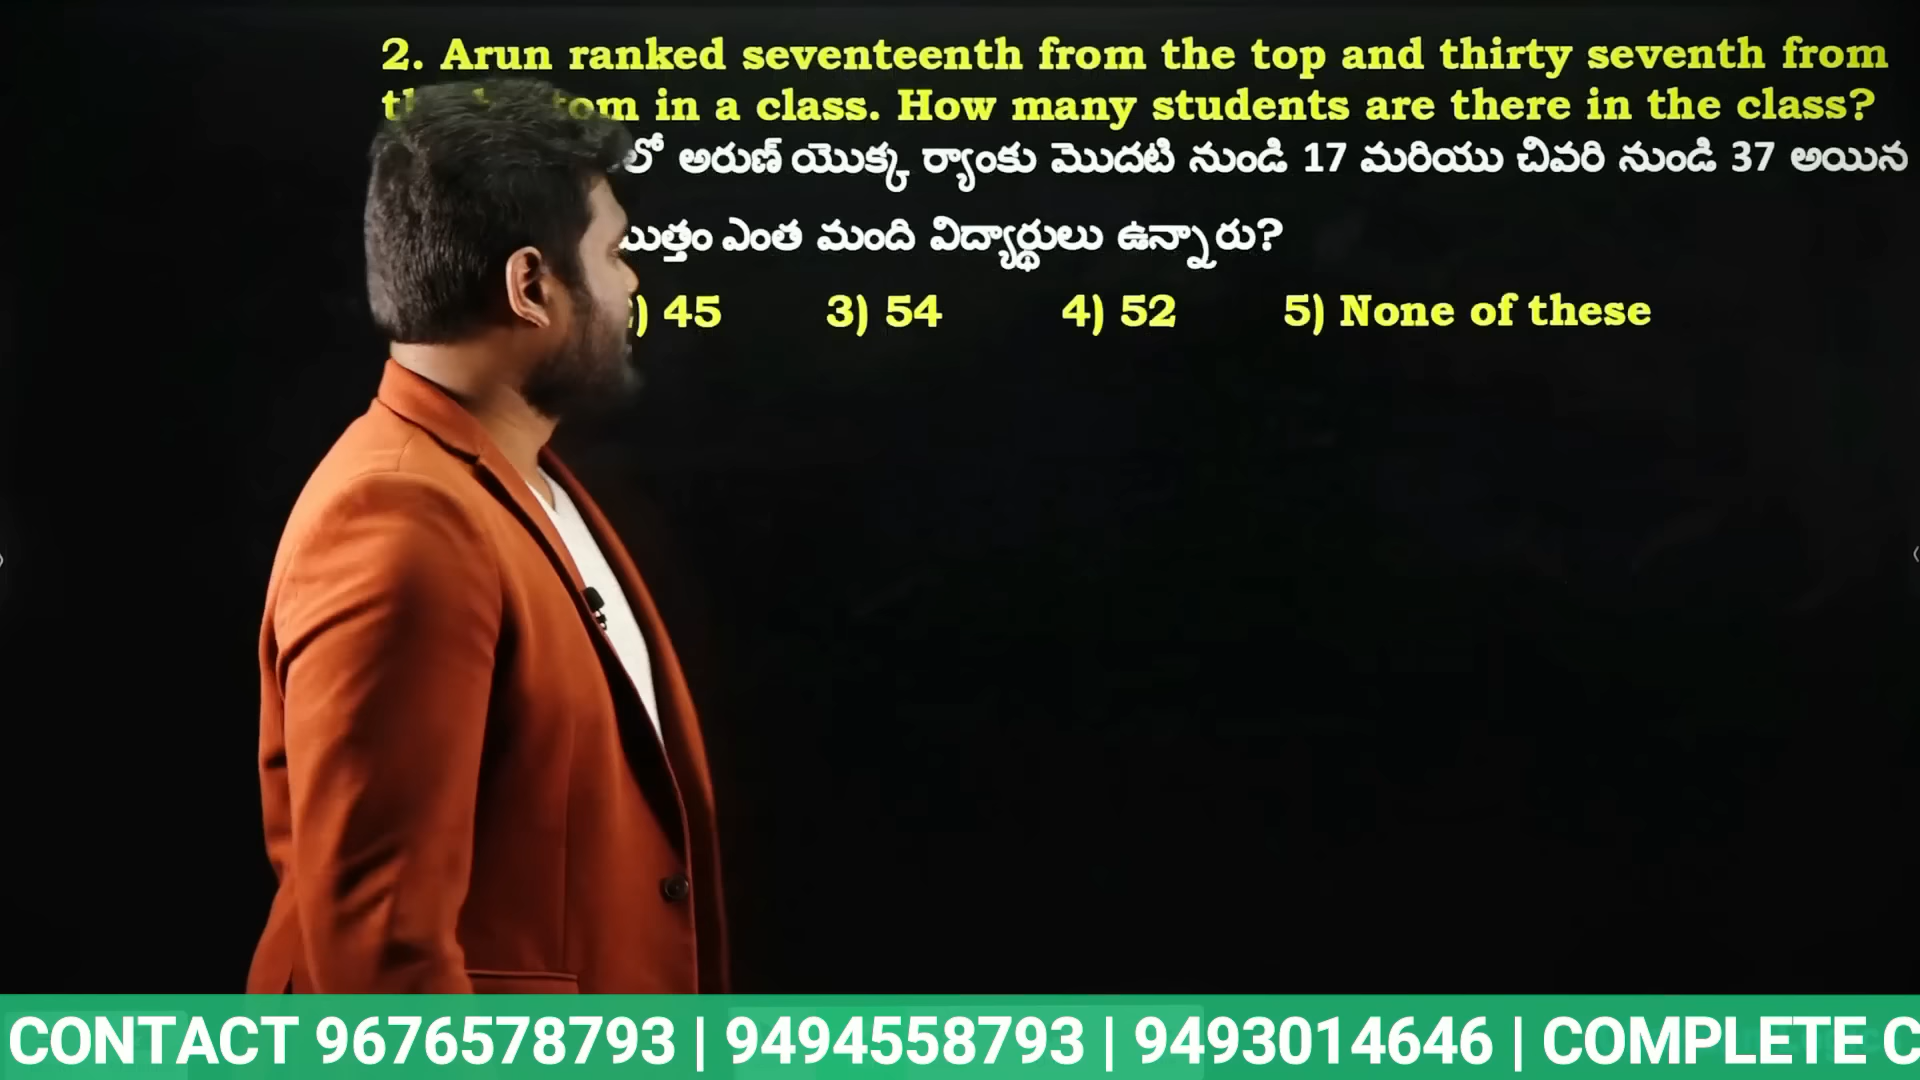 2. Arun ranked seventeenth from the top and thirty seventh from
in a class. How many students are there in the class?
అరుణ్ యొక్క ర్యాంకు మొదటి నుండి 17 మరియు చివరి నుండి 37 అయిన
ఎంత మంది విద్యార్థులు ఉన్నారు?
45 3) 54 4) 52 5) None of these
CONTACT 9676578793 | 9494558793 | 9493014646 | COMPLETE C